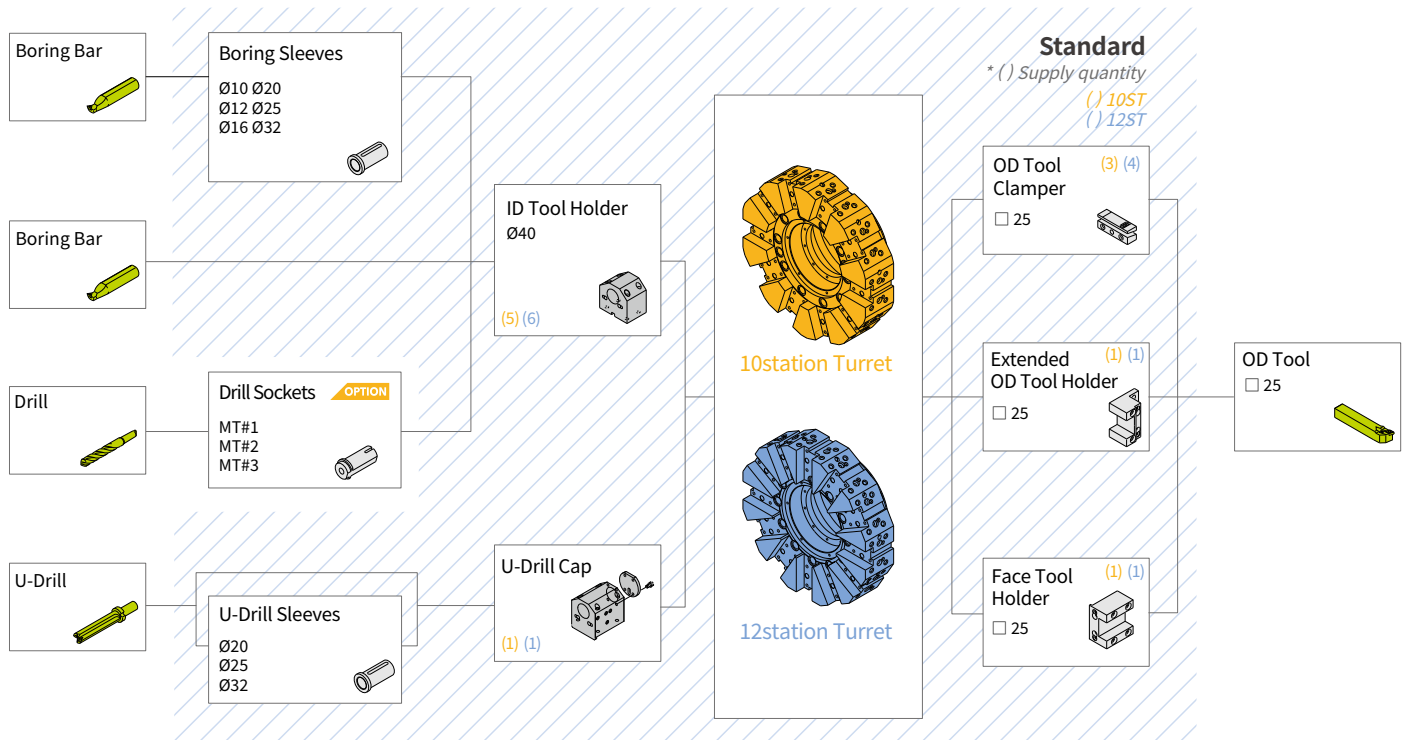 Boring Bar
Boring Sleeves
Ø10 Ø20
Ø12 Ø25
Ø16 Ø32
Boring Bar
Drill
Drill Sockets
OPTION
MT#1
MT#2
MT#3
U-Drill
U-Drill Sleeves
Ø20
Ø25
Ø32
ID Tool Holder
Ø40
(5) (6)
U-Drill Cap
(1) (1)
10station Turret
12station Turret
Standard
* ( ) Supply quantity
( ) 10ST
( ) 12ST
OD Tool (3) (4)
Clamper
□ 25
Extended (1) (1)
OD Tool Holder
□ 25
Face Tool (1) (1)
Holder
□ 25
OD Tool
□ 25